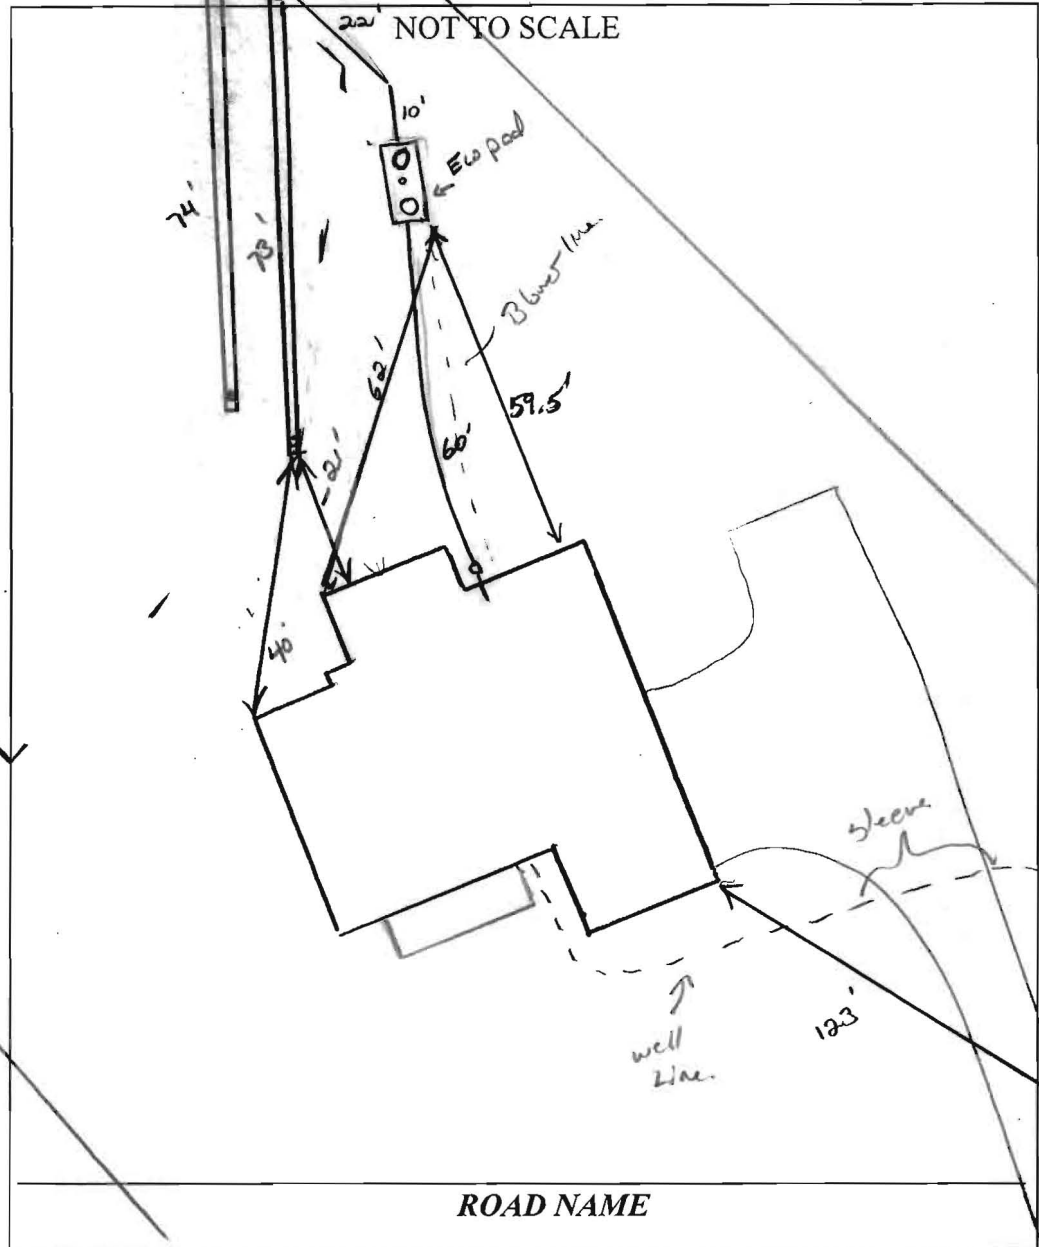 22'
NOT TO SCALE
10'
Eco pod
74'
73'
Blower line
62'
59.5'
21'
60'
40'
sleeve
123'
well
Line.
ROAD NAME